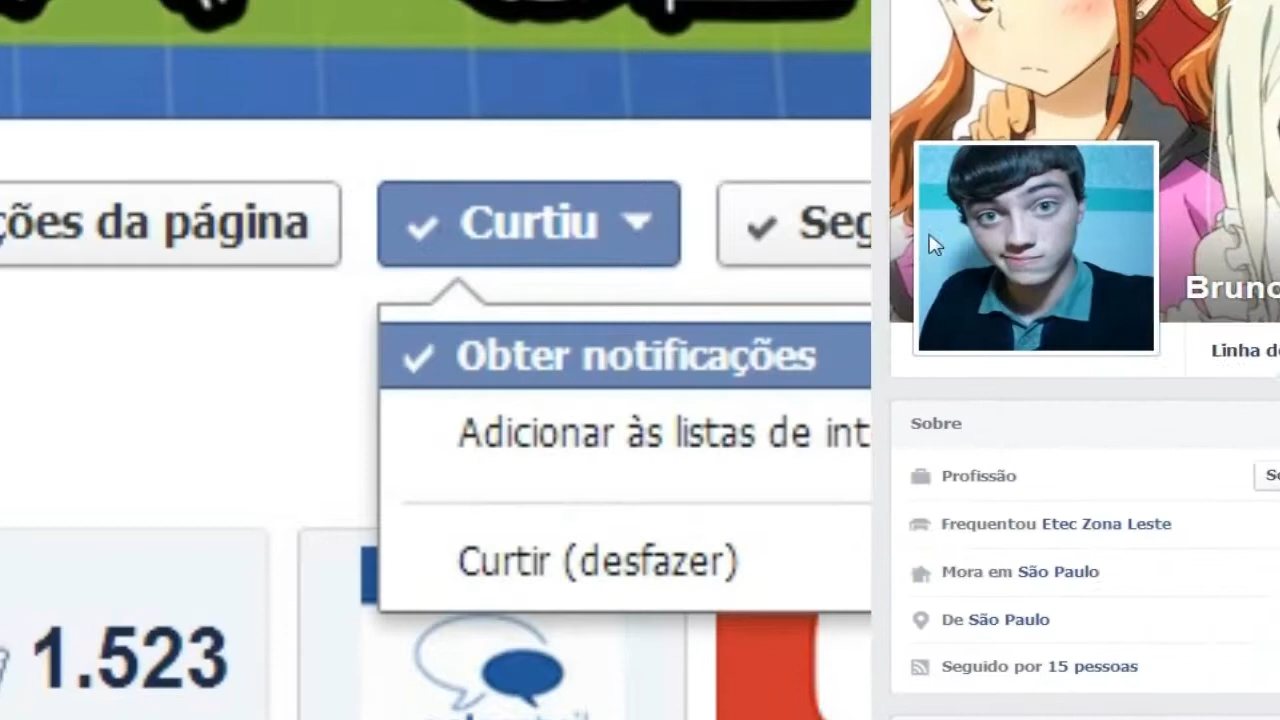 ções da página
Curtiu
Seg
Obter notificações
Adicionar às listas de int
Curtir (desfazer)
1.523
Bruno
Linha d
Sobre
Profissão
Frequentou Etec Zona Leste
Mora em São Paulo
De São Paulo
Seguido por 15 pessoas